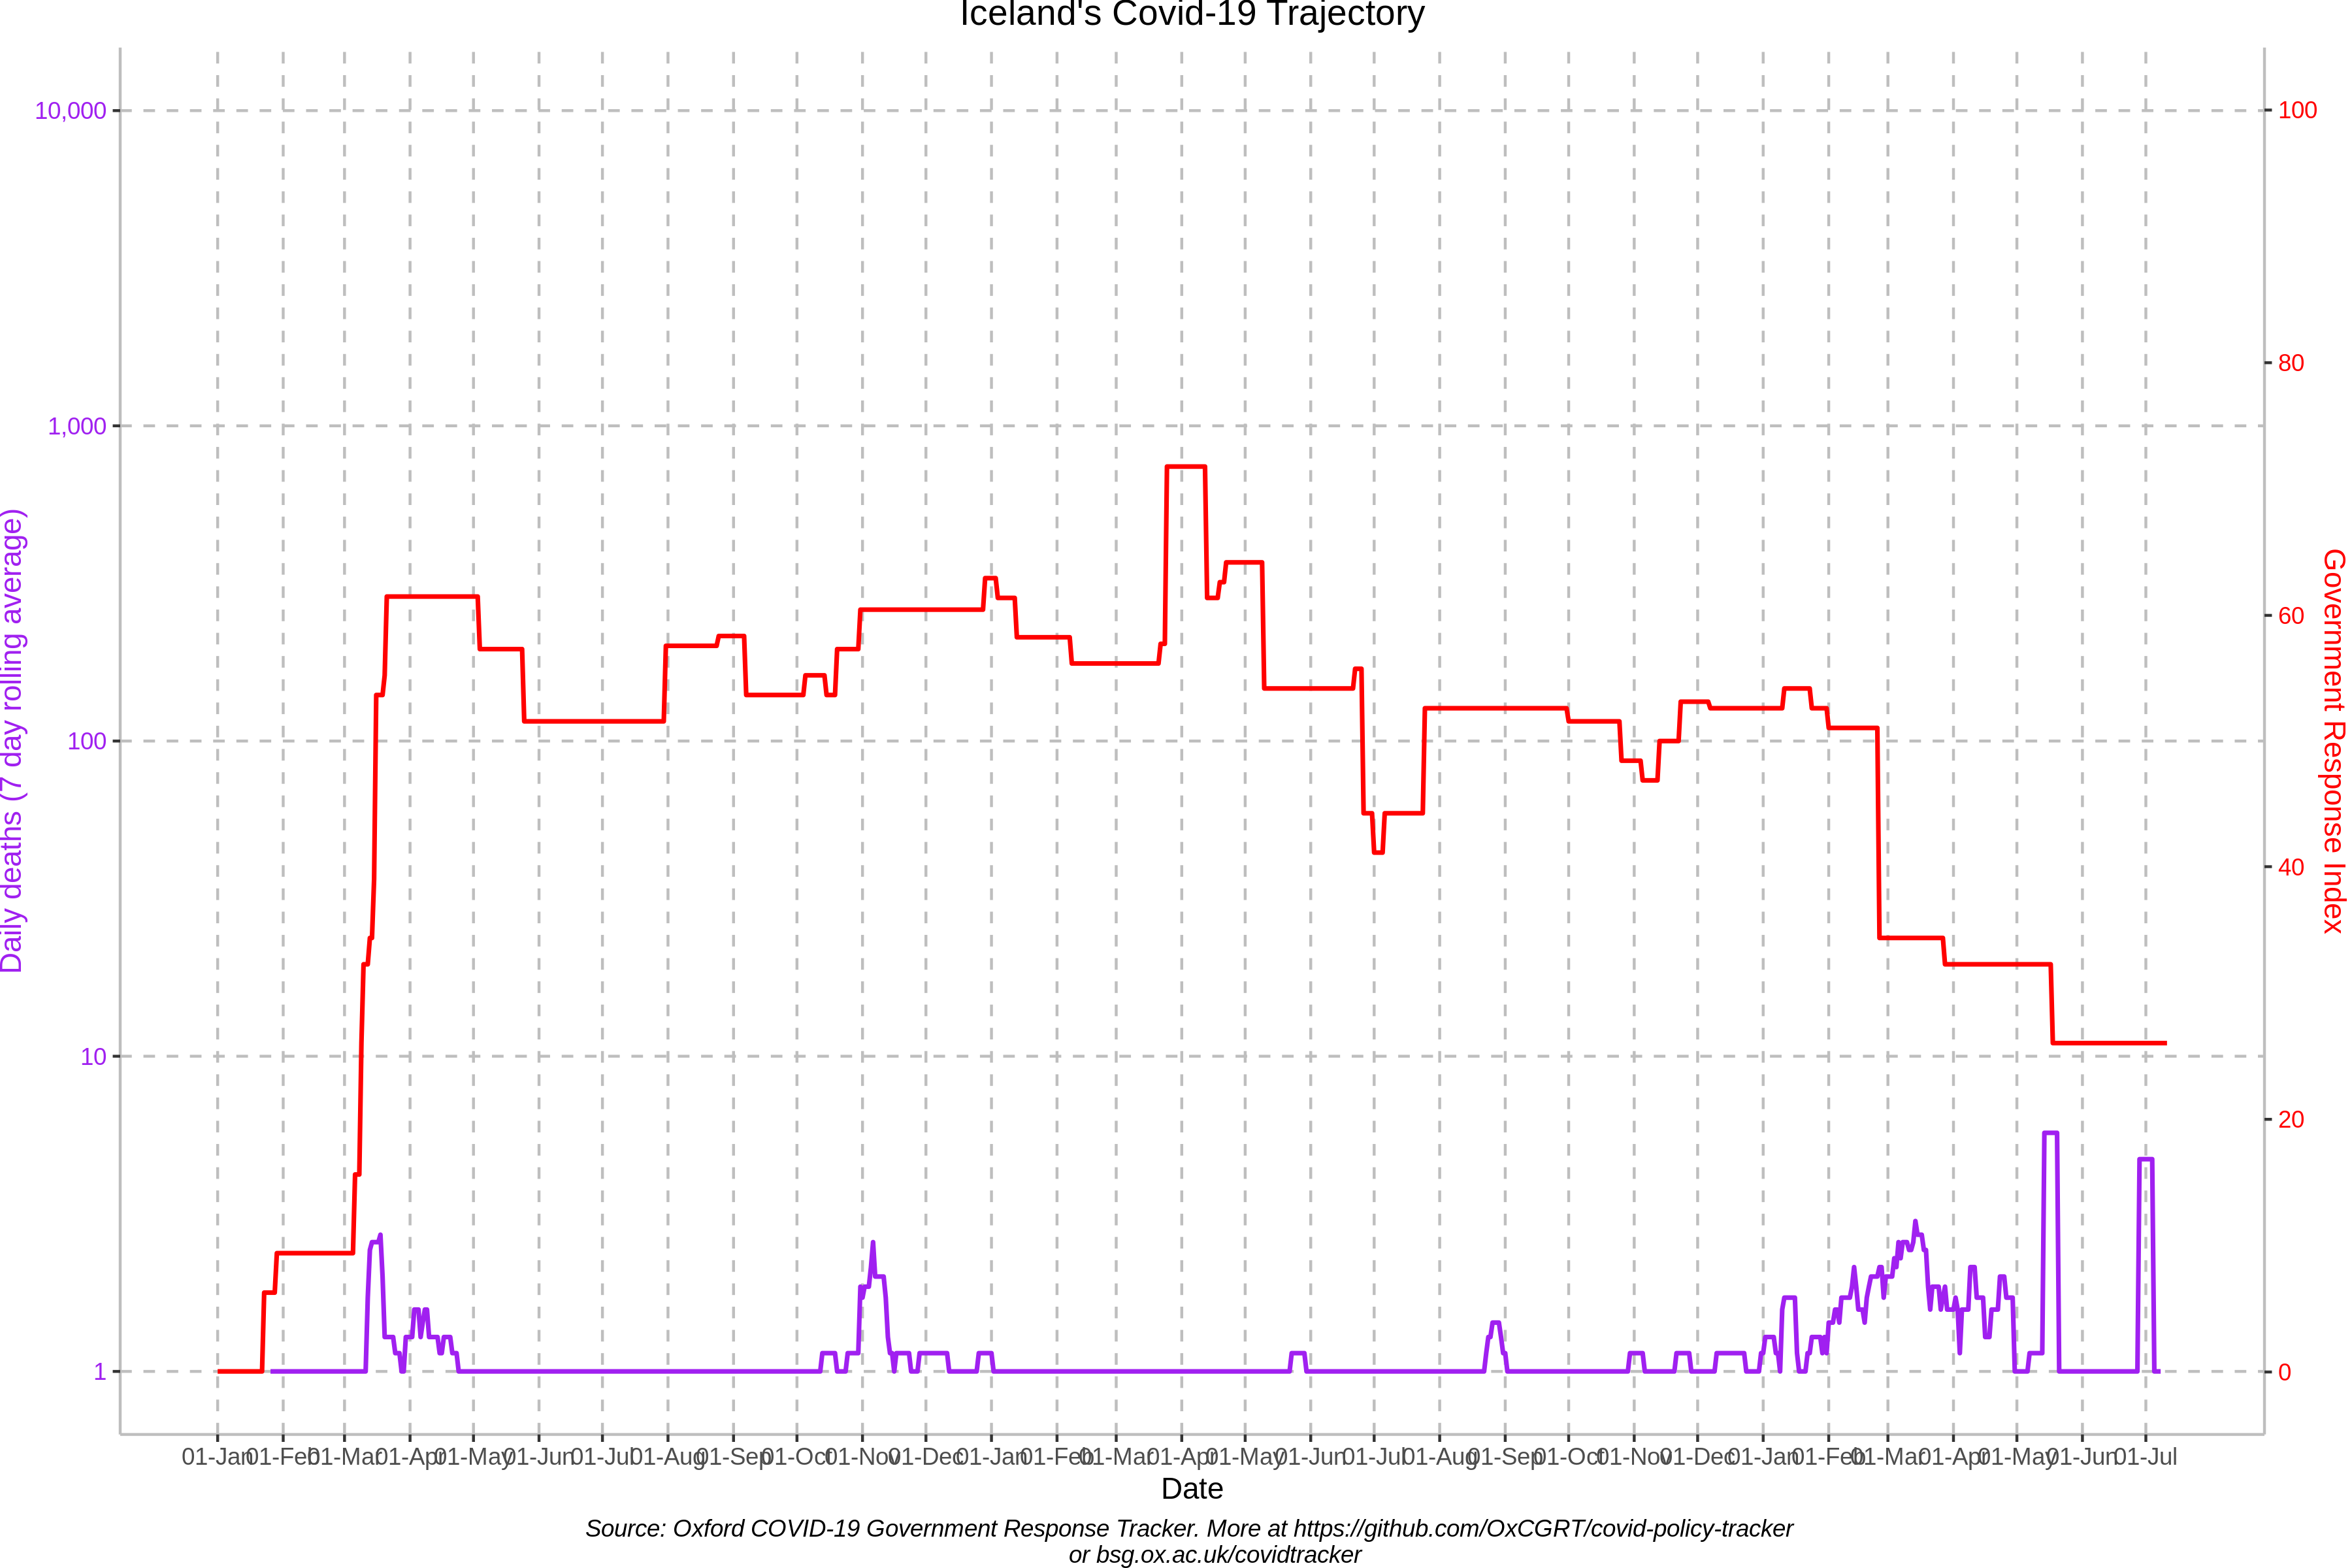 Iceland's Covid-19 Trajectory
10,000
1,000
100
10
1
Daily deaths (7 day rolling average)
100
80
60
40
20
0
Government Response Index
01-Jan 01-Feb 01-Mar 01-Apr 01-May 01-Jun 01-Jul 01-Aug 01-Sep 01-Oct 01-Nov 01-Dec 01-Jan 01-Feb 01-Mar 01-Apr 01-May 01-Jun 01-Jul 01-Aug 01-Sep 01-Oct 01-Nov 01-Dec 01-Jan 01-Feb 01-Mar 01-Apr 01-May 01-Jun 01-Jul
Date
Source: Oxford COVID-19 Government Response Tracker. More at https://github.com/OxCGRT/covid-policy-tracker
or bsg.ox.ac.uk/covidtracker